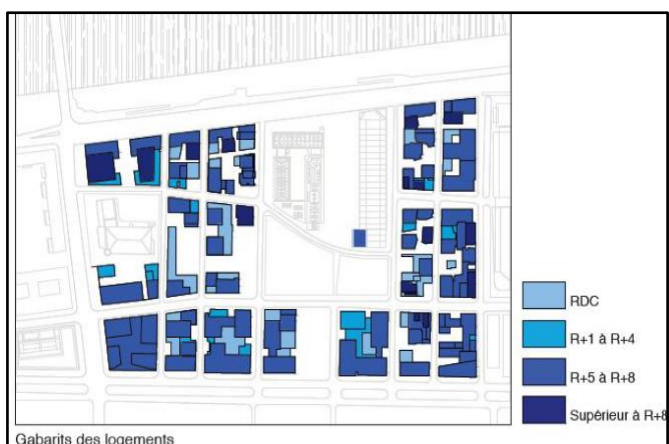 RDC
R+1 à R+4
R+5 à R+8
Supérieur à R+8
Gabarits des logements